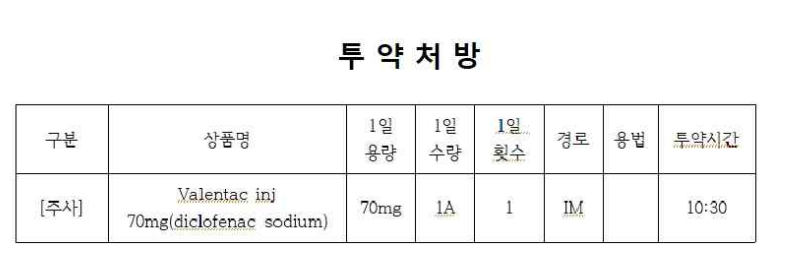 투 약 처 방
구분 상품명 1일 용량 1일 수량 1일 횟수 경로 용법 투약시간
[주사] Valentac inj 70mg(diclofenac sodium) 70mg 1A 1 IM 10:30